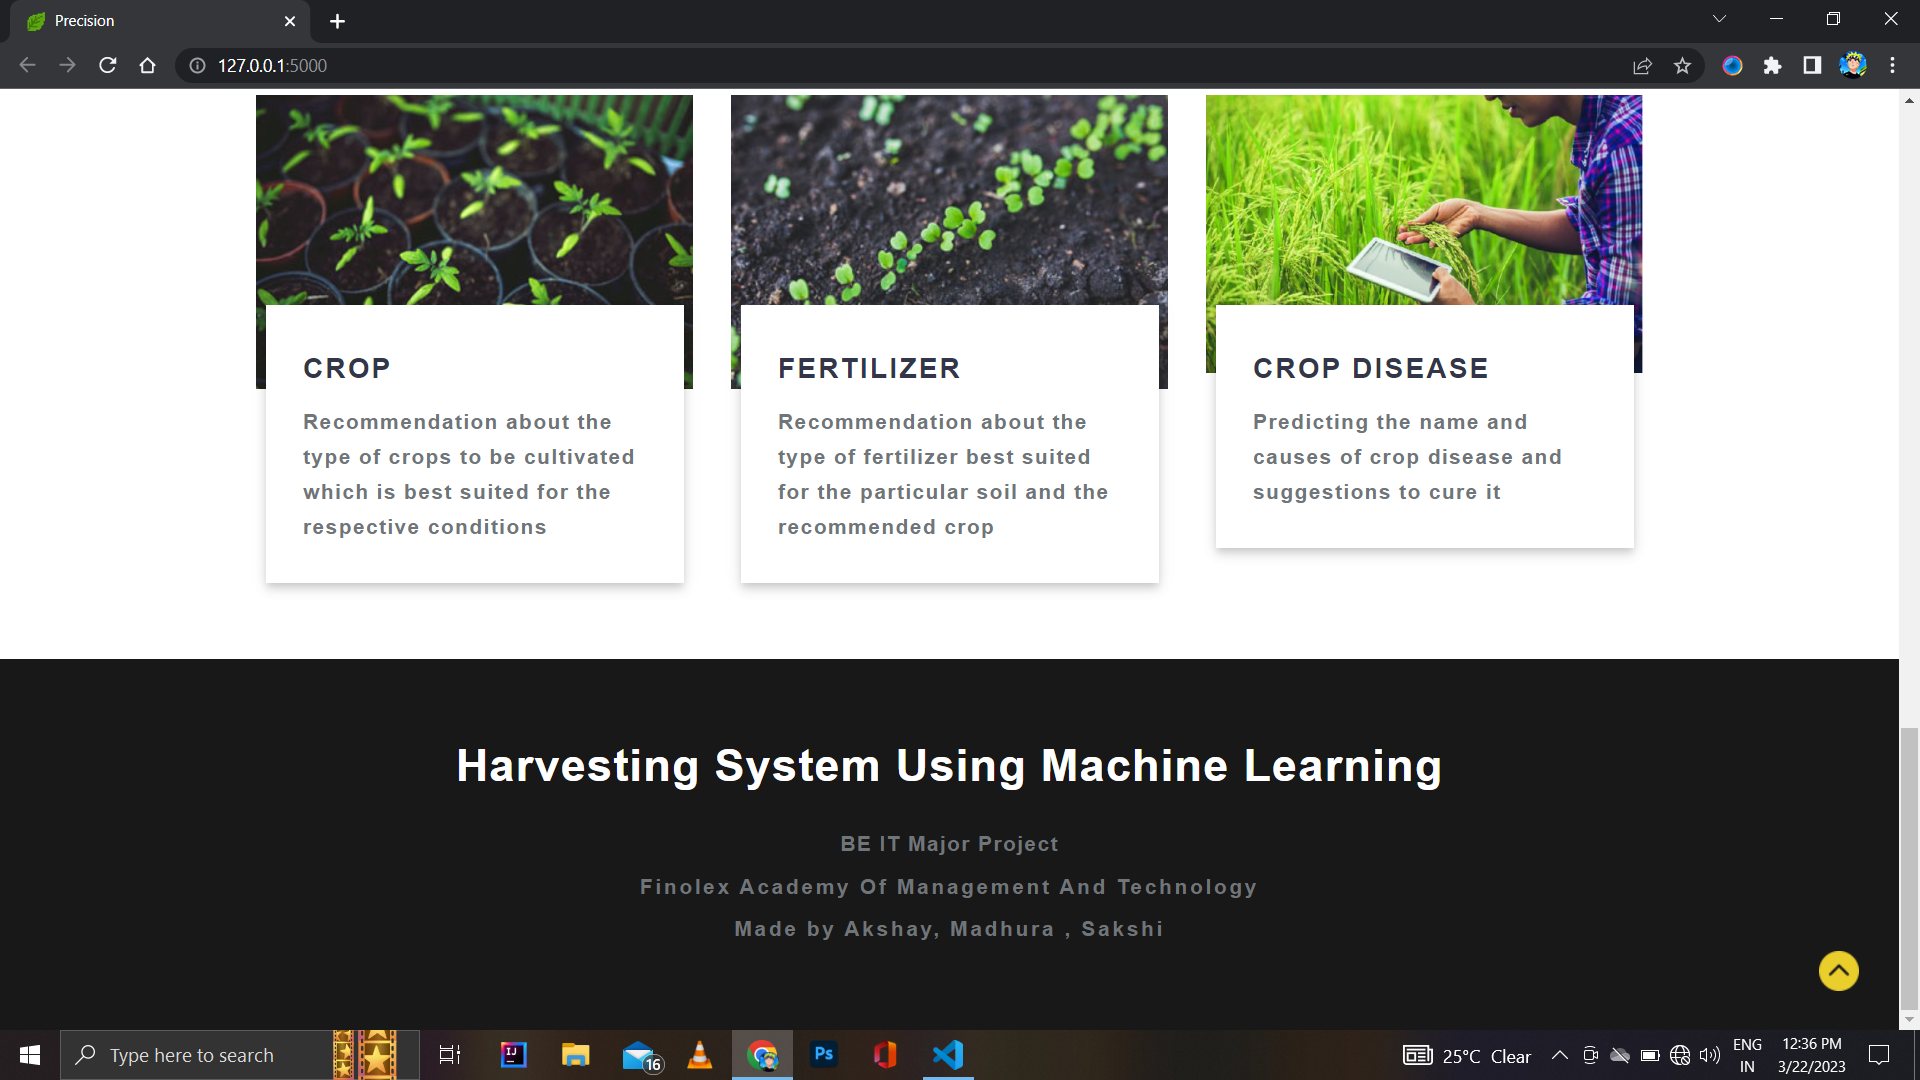 Precision
127.0.0.1:5000
CROP
Recommendation about the
type of crops to be cultivated
which is best suited for the
respective conditions
FERTILIZER
Recommendation about the
type of fertilizer best suited
for the particular soil and the
recommended crop
CROP DISEASE
Predicting the name and
causes of crop disease and
suggestions to cure it
Harvesting System Using Machine Learning
BE IT Major Project
Finolex Academy Of Management And Technology
Made by Akshay, Madhura , Sakshi
Type here to search
IJ
16
Ps
25°C Clear
ENG
IN
12:36 PM
3/22/2023